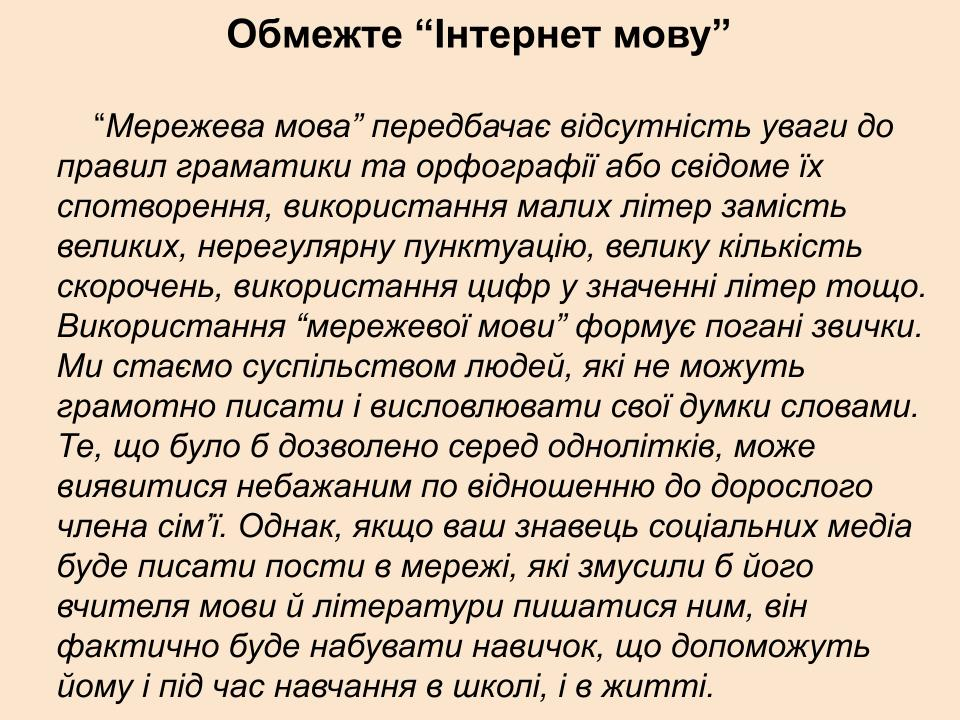 Обмежте “Інтернет мову”
“Мережева мова” передбачає відсутність уваги до
правил граматики та орфографії або свідоме їх
спотворення, використання малих літер замість
великих, нерегулярну пунктуацію, велику кількість
скорочень, використання цифр у значенні літер тощо.
Використання “мережевої мови” формує погані звички.
Ми стаємо суспільством людей, які не можуть
грамотно писати і висловлювати свої думки словами.
Те, що було б дозволено серед однолітків, може
виявитися небажаним по відношенню до дорослого
члена сім’ї. Однак, якщо ваш знавець соціальних медіа
буде писати пости в мережі, які змусили б його
вчителя мови й літератури пишатися ним, він
фактично буде набувати навичок, що допоможуть
йому і під час навчання в школі, і в житті.